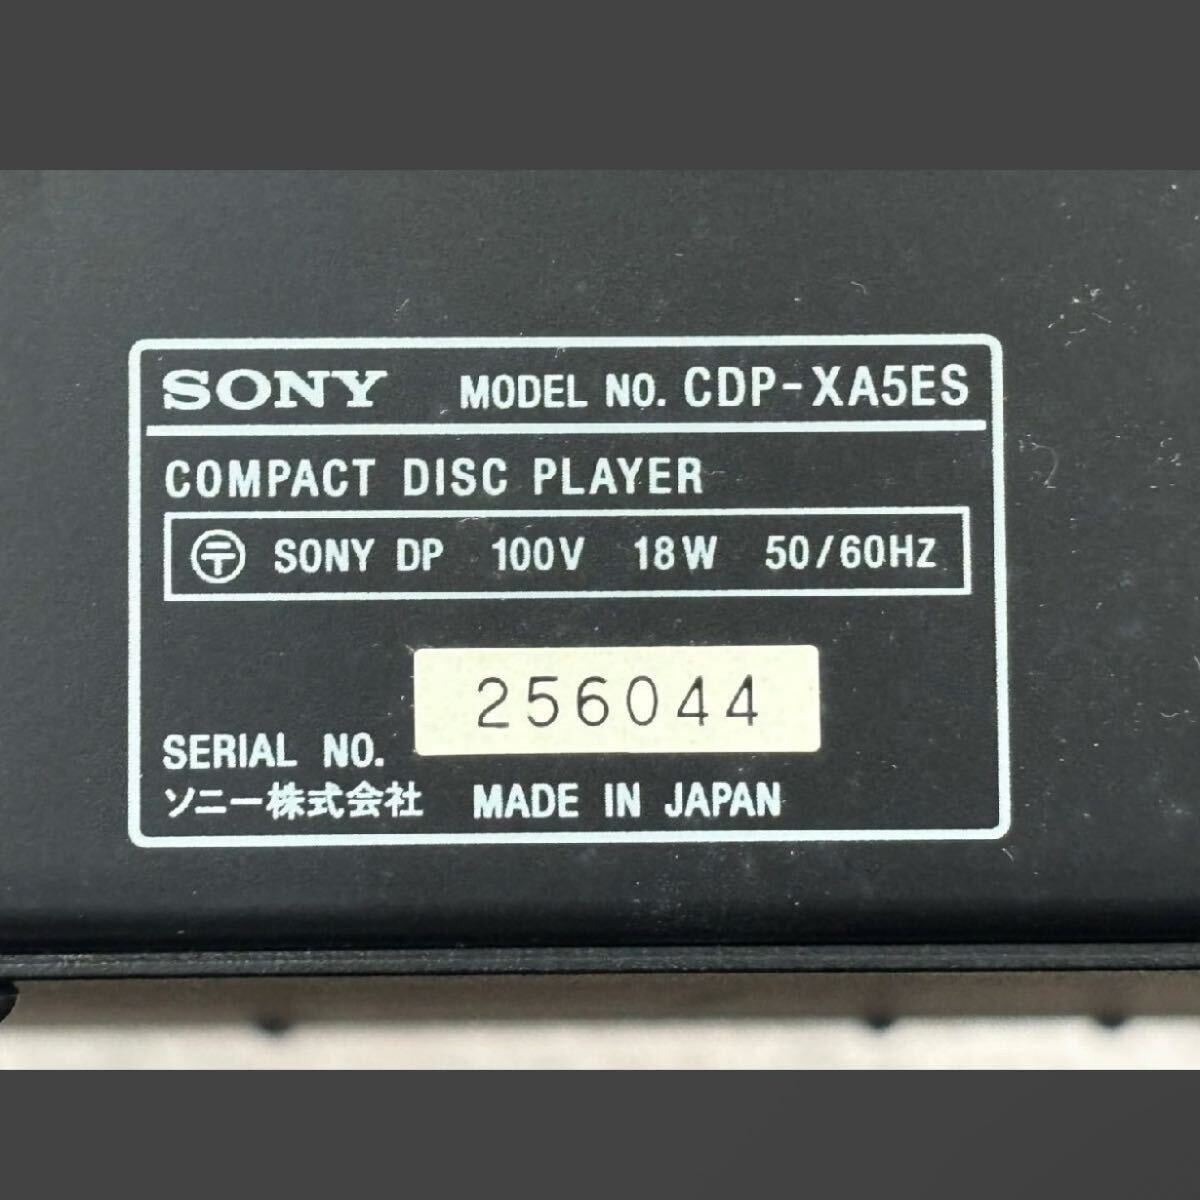 SONY MODEL NO. CDP-XA5ES
COMPACT DISC PLAYER
〶 SONY DP 100V 18W 50/60Hz
256044
SERIAL NO.
ソニー株式会社 MADE IN JAPAN